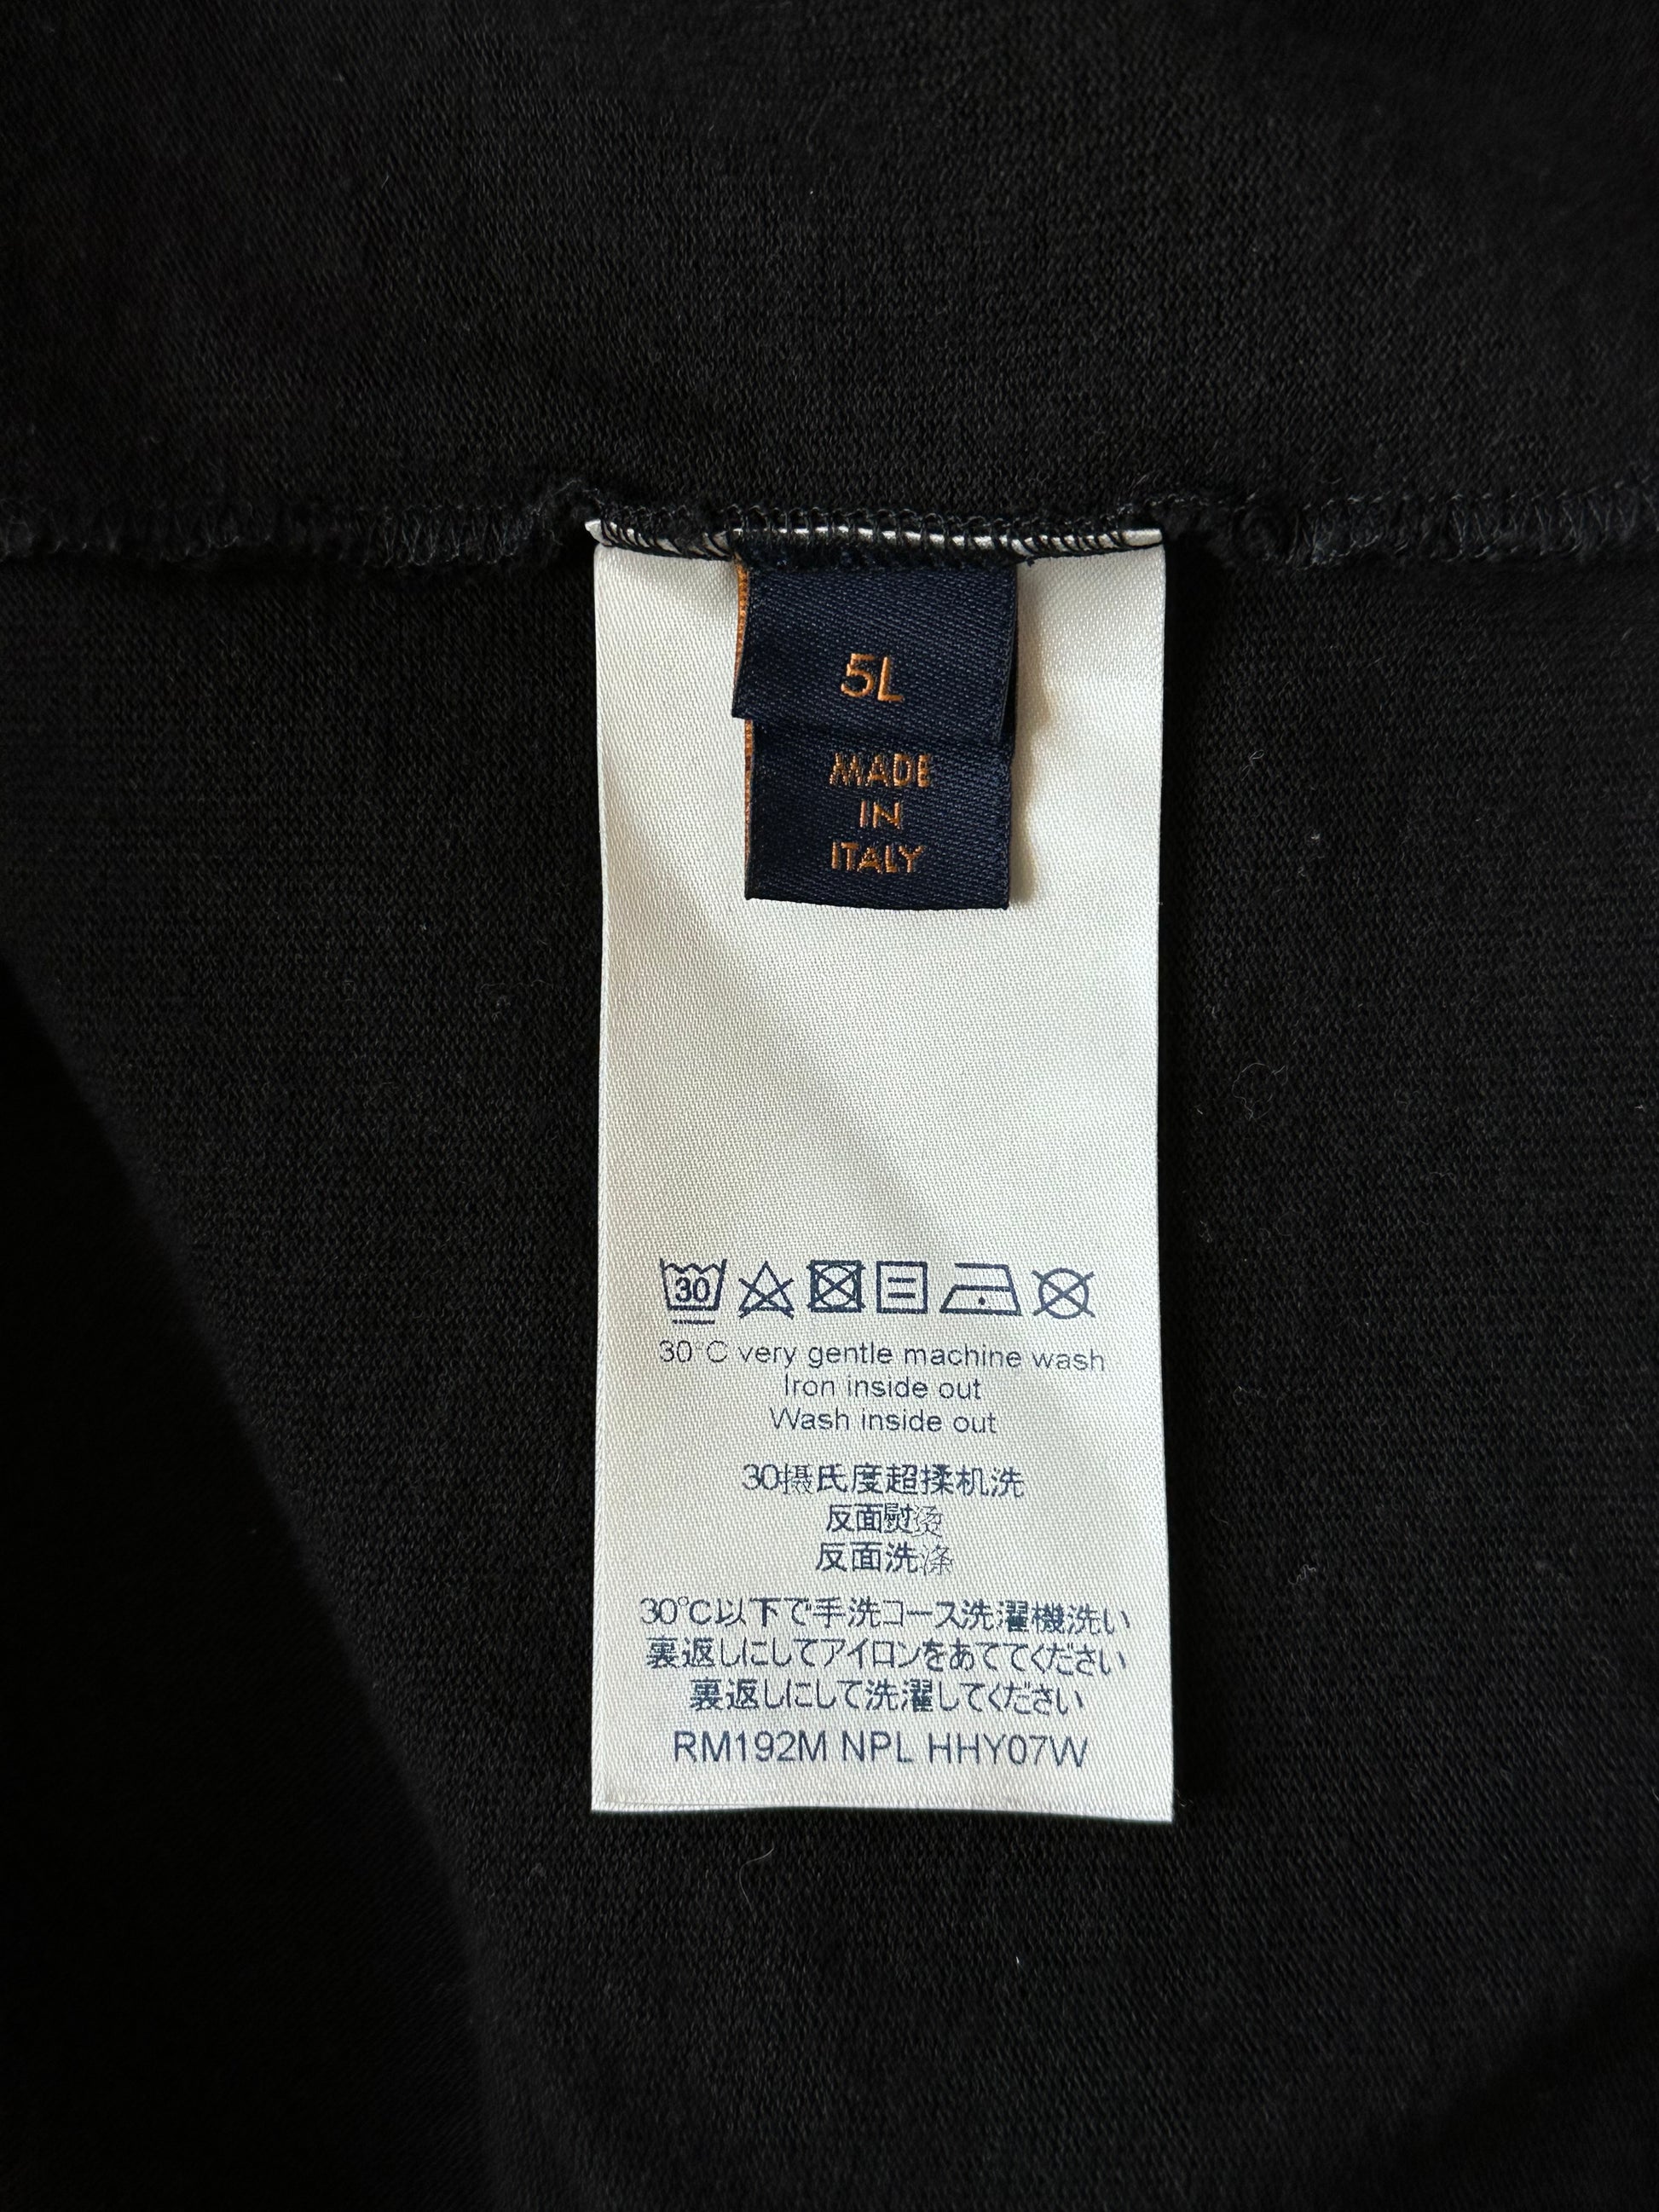 5L
MADE
IN
ITALY
30
30°C very gentle machine wash
Iron inside out
Wash inside out
30摄氏度超揉机洗
反面熨烫
反面洗涤
30℃以下で手洗コース洗濯機洗い
裏返しにしてアイロンをあててください
裏返しにして洗濯してください
RM192M NPL HHY07W